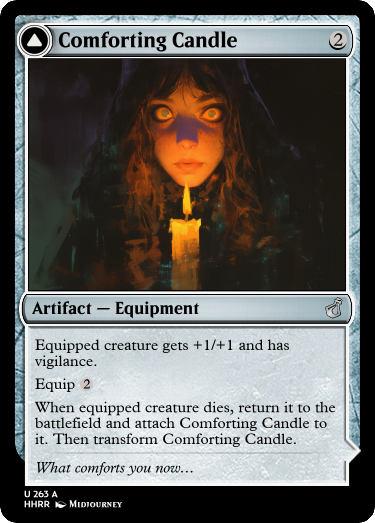 Comforting Candle 2
Artifact — Equipment
Equipped creature gets +1/+1 and has
vigilance.
Equip 2
When equipped creature dies, return it to the
battlefield and attach Comforting Candle to
it. Then transform Comforting Candle.
What comforts you now…
U 263 A
HHRR Midjourney